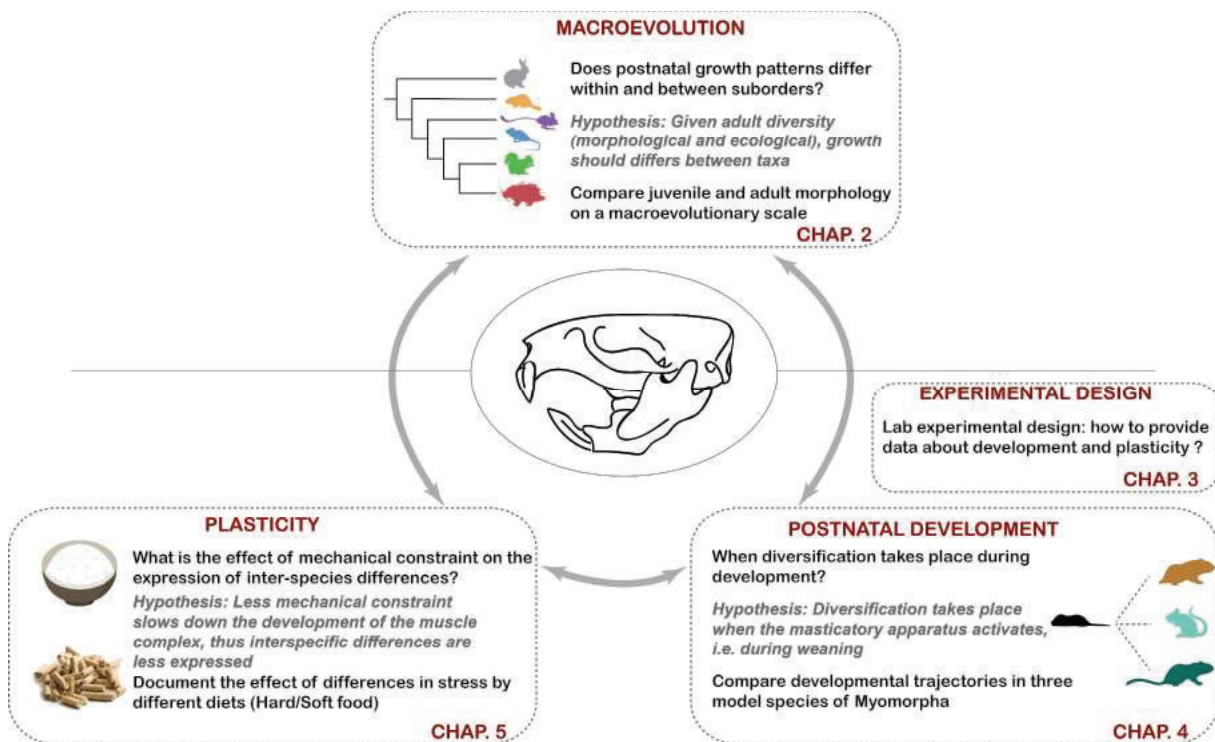 MACROEVOLUTION
Does postnatal growth patterns differ
within and between suborders?
Hypothesis: Given adult diversity
(morphological and ecological), growth
should differs between taxa
Compare juvenile and adult morphology
on a macroevolutionary scale
CHAP. 2
EXPERIMENTAL DESIGN
Lab experimental design: how to provide
data about development and plasticity ?
CHAP. 3
PLASTICITY
What is the effect of mechanical constraint on the
expression of inter-species differences?
Hypothesis: Less mechanical constraint
slows down the development of the muscle
complex, thus interspecific differences are
less expressed
Document the effect of differences in stress by
different diets (Hard/Soft food)
CHAP. 5
POSTNATAL DEVELOPMENT
When diversification takes place during
development?
Hypothesis: Diversification takes place
when the masticatory apparatus activates,
i.e. during weaning
Compare developmental trajectories in three
model species of Myomorpha
CHAP. 4